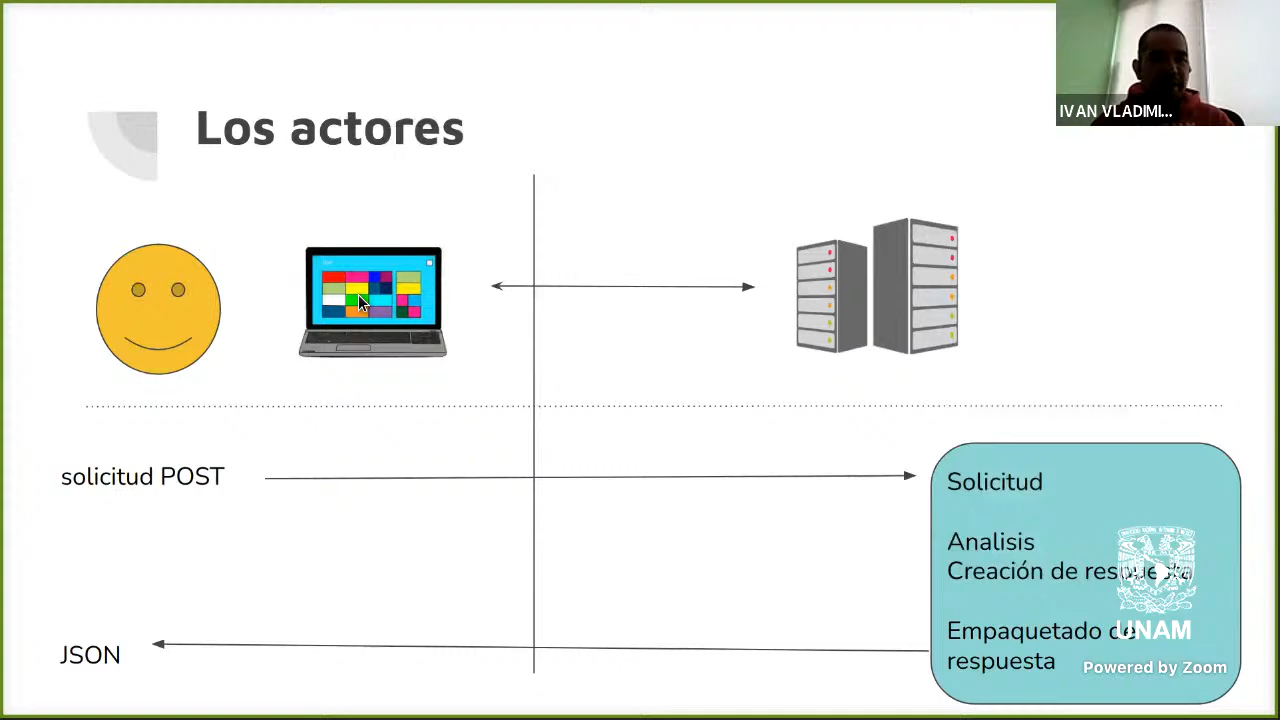 IVAN VLADIMI...
Los actores
solicitud POST
Solicitud
Analisis
Creación de respuesta
Empaquetado de
respuesta
JSON
UNAM
Powered by Zoom